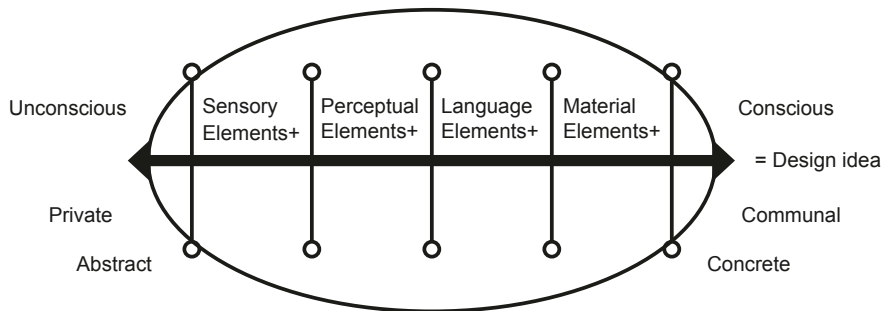 Unconscious
Sensory
Elements+
Perceptual
Elements+
Language
Elements+
Material
Elements+
Conscious
= Design idea
Private
Communal
Abstract
Concrete